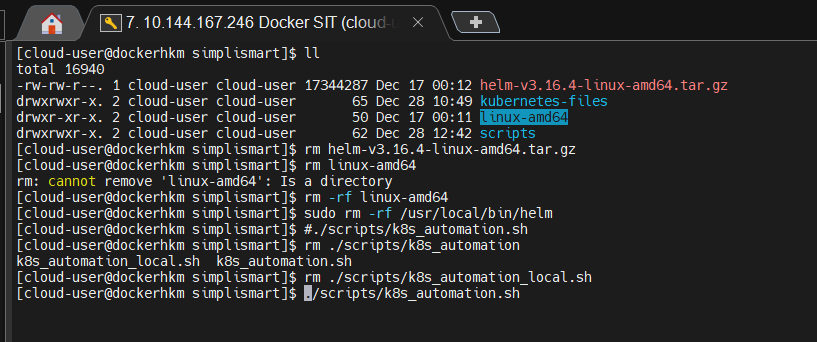 7. 10.144.167.246 Docker SIT (cloud-
[cloud-user@dockerhkm simplismart]$ ll
total 16940
-rw-rw-r--. 1 cloud-user cloud-user 17344287 Dec 17 00:12 helm-v3.16.4-linux-amd64.tar.gz
drwxrwxr-x. 2 cloud-user cloud-user       65 Dec 28 10:49 kubernetes-files
drwxrwxr-x. 2 cloud-user cloud-user       50 Dec 17 00:11 linux-amd64
drwxr-xr-x. 2 cloud-user cloud-user       62 Dec 28 12:42 scripts
[cloud-user@dockerhkm simplismart]$ rm helm-v3.16.4-linux-amd64.tar.gz
[cloud-user@dockerhkm simplismart]$ rm linux-amd64
rm: cannot remove 'linux-amd64': Is a directory
[cloud-user@dockerhkm simplismart]$ rm -rf linux-amd64
[cloud-user@dockerhkm simplismart]$ sudo rm -rf /usr/local/bin/helm
[cloud-user@dockerhkm simplismart]$ #./scripts/k8s_automation.sh
[cloud-user@dockerhkm simplismart]$ rm ./scripts/k8s_automation
k8s_automation_local.sh  k8s_automation.sh
[cloud-user@dockerhkm simplismart]$ rm ./scripts/k8s_automation_local.sh
[cloud-user@dockerhkm simplismart]$ ./scripts/k8s_automation.sh